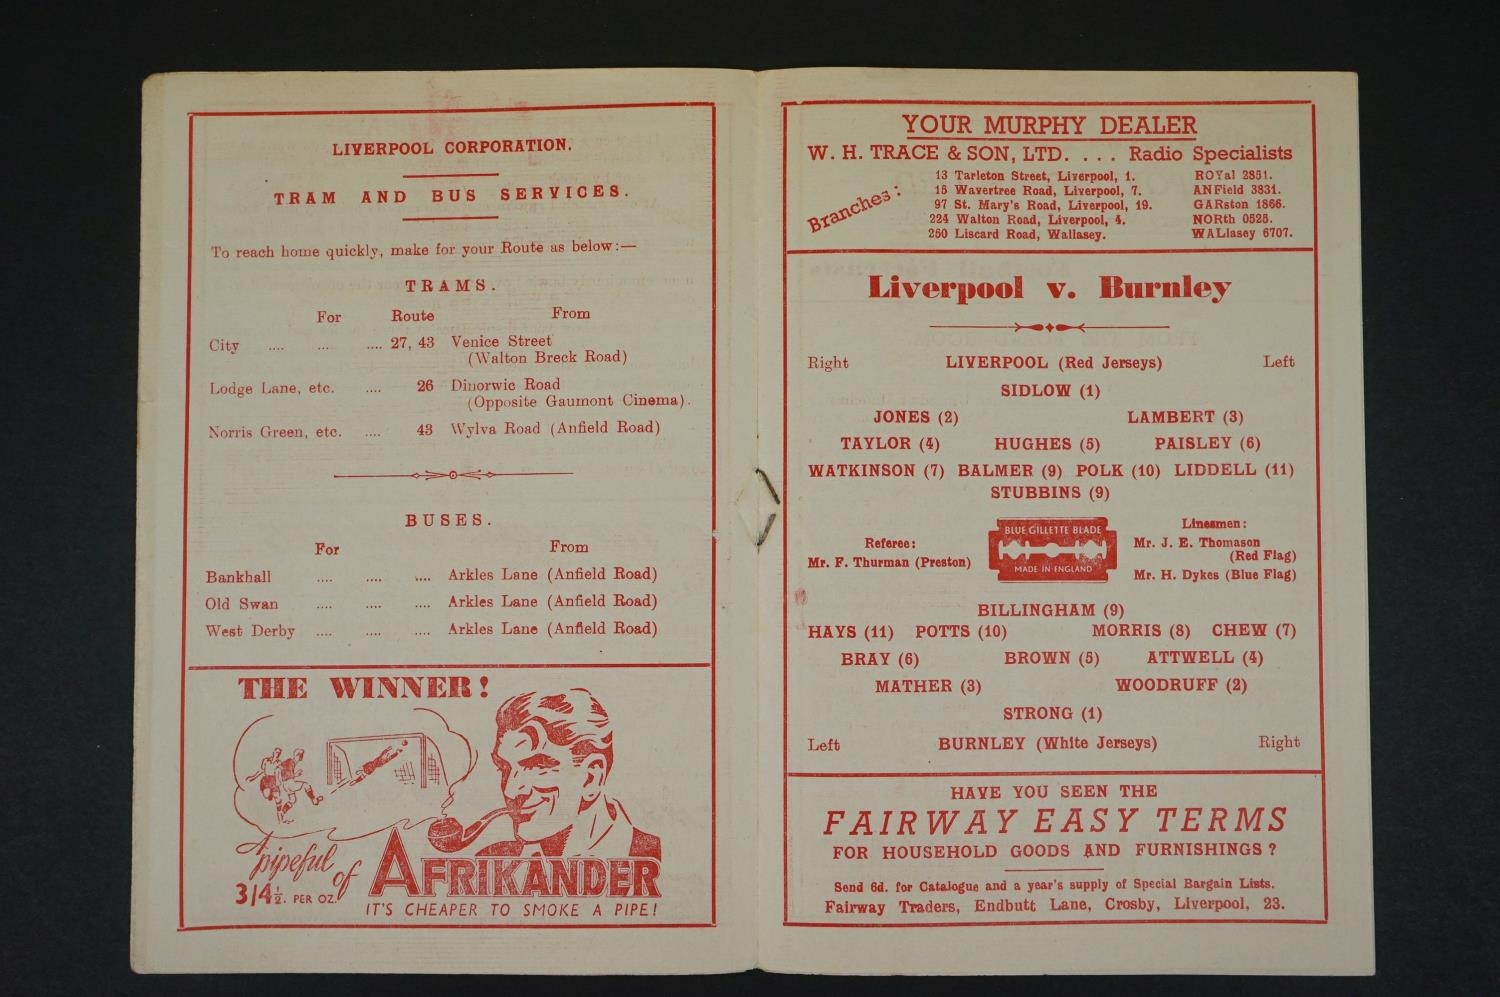 LIVERPOOL CORPORATION.
TRAM AND BUS SERVICES.
To reach home quickly, make for your Route as below:—
TRAMS.
For Route From
City .... .... .... 27, 43 Venice Street
(Walton Breck Road)
Lodge Lane, etc. .... 26 Dinorwic Road
(Opposite Gaumont Cinema).
Norris Green, etc. .... 43 Wylva Road (Anfield Road)
BUSES.
For From
Bankhall .... .... .... Arkles Lane (Anfield Road)
Old Swan .... .... .... Arkles Lane (Anfield Road)
West Derby .... .... .... Arkles Lane (Anfield Road)
THE WINNER!
A pipeful of
AFRIKANDER
3/4½. PER OZ.
IT'S CHEAPER TO SMOKE A PIPE!
YOUR MURPHY DEALER
W. H. TRACE & SON, LTD. .... Radio Specialists
Branches:
13 Tarleton Street, Liverpool, 1. ROYal 2851.
15 Wavertree Road, Liverpool, 7. ANField 3831.
97 St. Mary's Road, Liverpool, 19. GARston 1866.
224 Walton Road, Liverpool, 4. NORth 0525.
250 Liscard Road, Wallasey. WALlasey 6707.
Liverpool v. Burnley
Right LIVERPOOL (Red Jerseys) Left
SIDLOW (1)
JONES (2) LAMBERT (3)
TAYLOR (4) HUGHES (5) PAISLEY (6)
WATKINSON (7) BALMER (9) POLK (10) LIDDELL (11)
STUBBINS (9)
Referee:
Mr. F. Thurman (Preston)
BLUE GILLETTE BLADE
MADE IN ENGLAND
Linesmen:
Mr. J. E. Thomason
(Red Flag)
Mr. H. Dykes (Blue Flag)
BILLINGHAM (9)
HAYS (11) POTTS (10) MORRIS (8) CHEW (7)
BRAY (6) BROWN (5) ATTWELL (4)
MATHER (3) WOODRUFF (2)
STRONG (1)
Left BURNLEY (White Jerseys) Right
HAVE YOU SEEN THE
FAIRWAY EASY TERMS
FOR HOUSEHOLD GOODS AND FURNISHINGS?
Send 6d. for Catalogue and a year's supply of Special Bargain Lists.
Fairway Traders, Endbutt Lane, Crosby, Liverpool, 23.